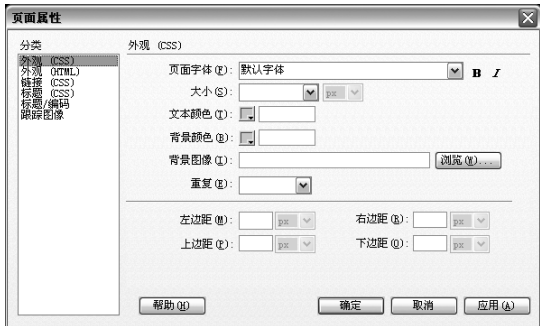 页面属性
分类
外观 (CSS)
外观 (HTML)
链接 (CSS)
标题 (CSS)
标题/编码
跟踪图像
外观 (CSS)
页面字体(F): 默认字体 B I
大小(S): px
文本颜色(T):
背景颜色(B):
背景图像(I): 浏览(W)...
重复(E):
左边距(M): px 右边距(R): px
上边距(P): px 下边距(O): px
帮助(H) 确定 取消 应用(A)